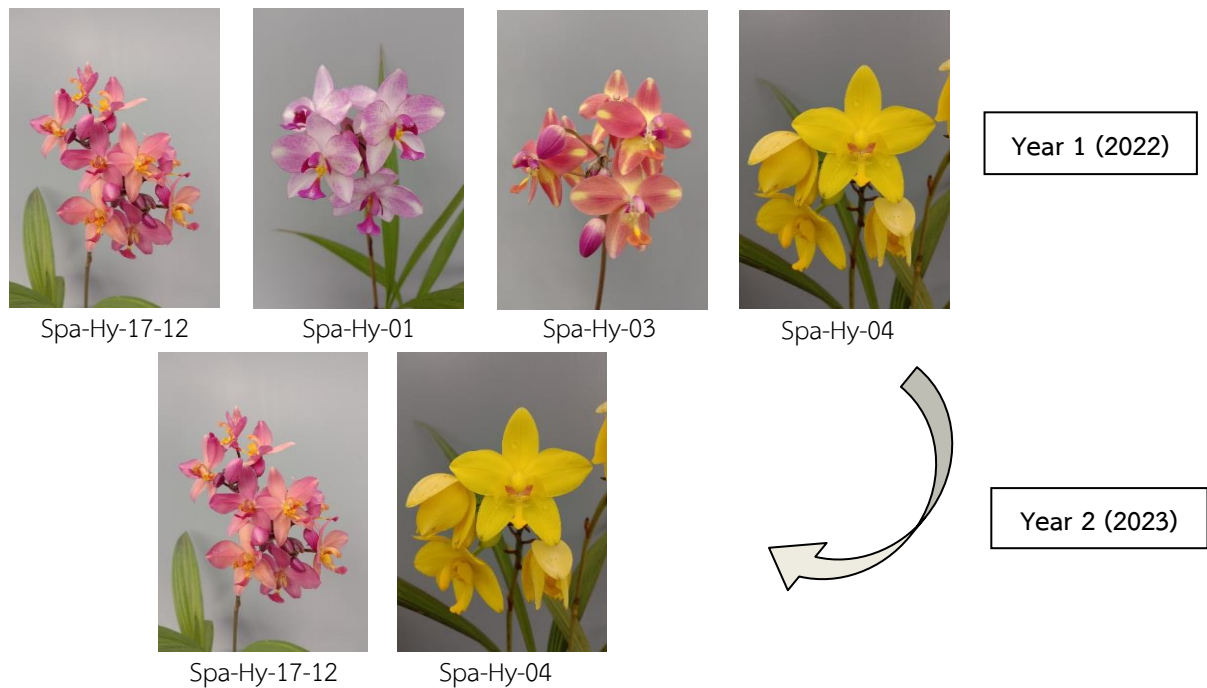 Year 1 (2022)
Spa-Hy-17-12
Spa-Hy-01
Spa-Hy-03
Spa-Hy-04
Year 2 (2023)
Spa-Hy-17-12
Spa-Hy-04